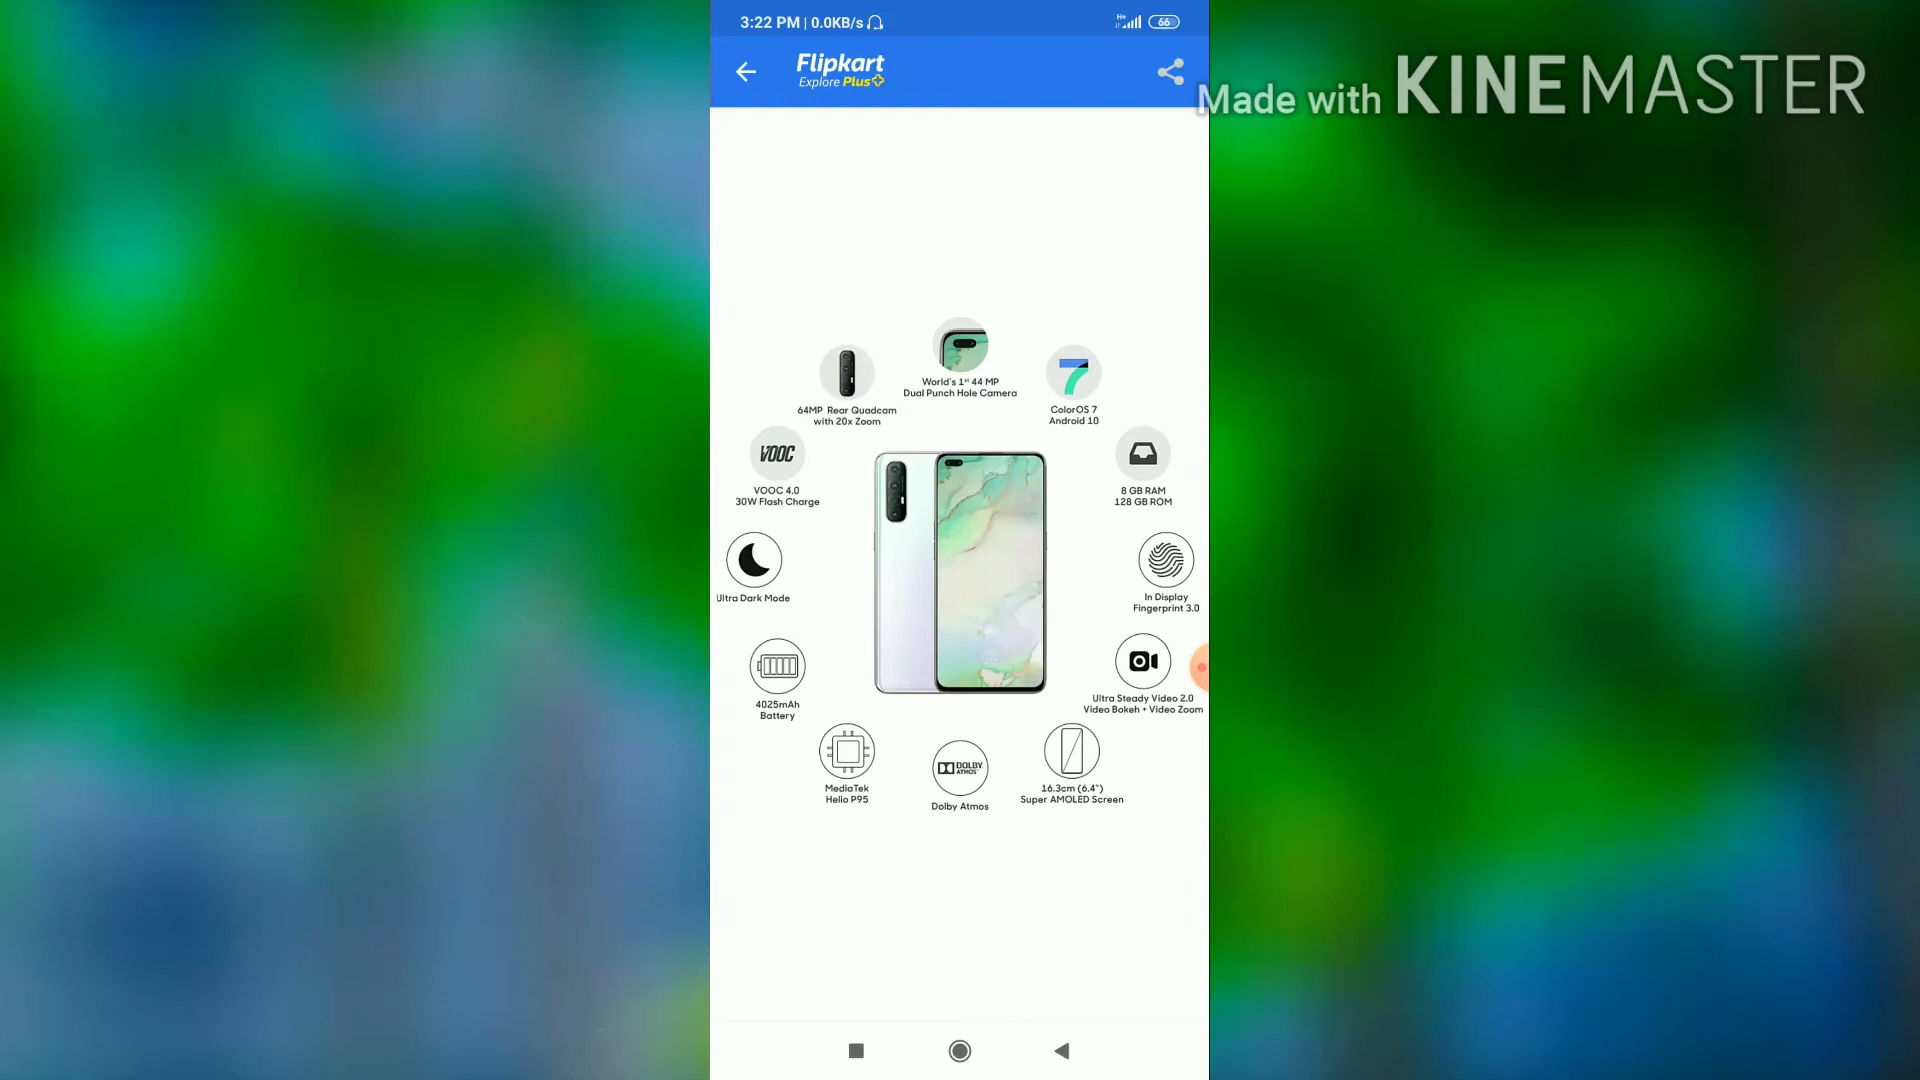 3:22 PM | 0.0KB/s
H+
66
Flipkart
Explore Plus
Made with KINEMASTER
World's 1st 44 MP
Dual Punch Hole Camera
64MP Rear Quadcam
with 20x Zoom
7
ColorOS 7
Android 10
VOOC
VOOC 4.0
30W Flash Charge
8 GB RAM
128 GB ROM
Ultra Dark Mode
In Display
Fingerprint 3.0
4025mAh
Battery
Ultra Steady Video 2.0
Video Bokeh + Video Zoom
MediaTek
Helio P95
DOLBY
ATMOS
Dolby Atmos
16.3cm (6.4")
Super AMOLED Screen